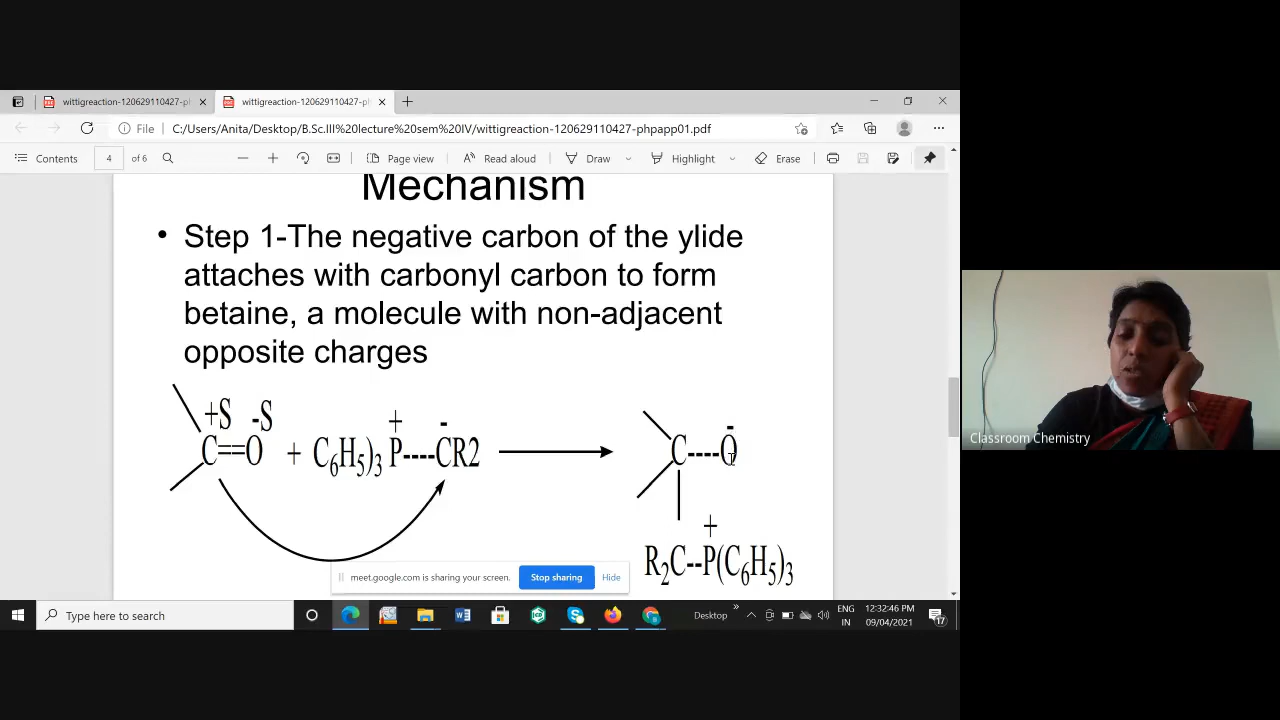 wittigreaction-120629110427-ph
wittigreaction-120629110427-ph
File
C:/Users/Anita/Desktop/B.Sc.III%20lecture%20sem%20IV/wittigreaction-120629110427-phpapp01.pdf
Contents
4
of 6
Page view
Read aloud
Draw
Highlight
Erase
Mechanism
• Step 1-The negative carbon of the ylide
attaches with carbonyl carbon to form
betaine, a molecule with non-adjacent
opposite charges
+S -S + -
C==O + C6H5)3 P----CR2
-
C----O
+
R2C--P(C6H5)3
Classroom Chemistry
meet.google.com is sharing your screen.
Stop sharing
Hide
Type here to search
Desktop
»
ENG
IN
12:32:46 PM
09/04/2021
17